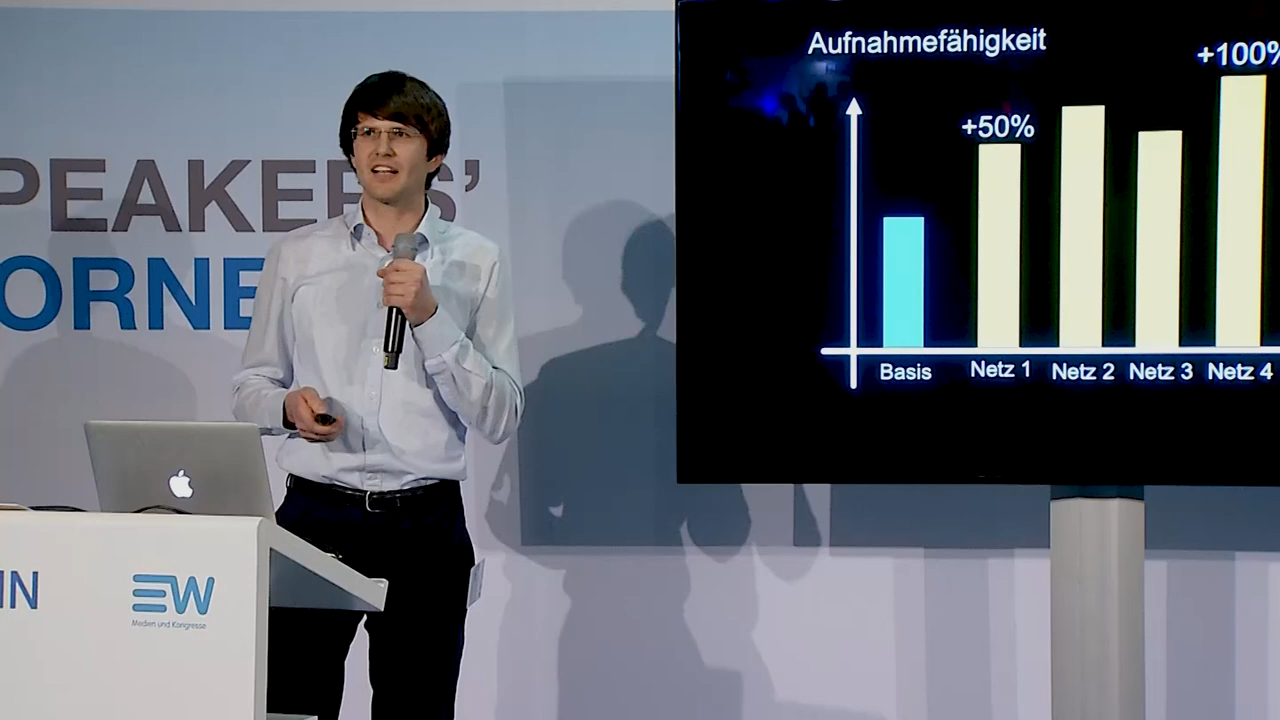 PEAKERS’
ORNE
IN
EW
Medien und Kongresse
Aufnahmefähigkeit
+50%
+100%
Basis
Netz 1
Netz 2
Netz 3
Netz 4